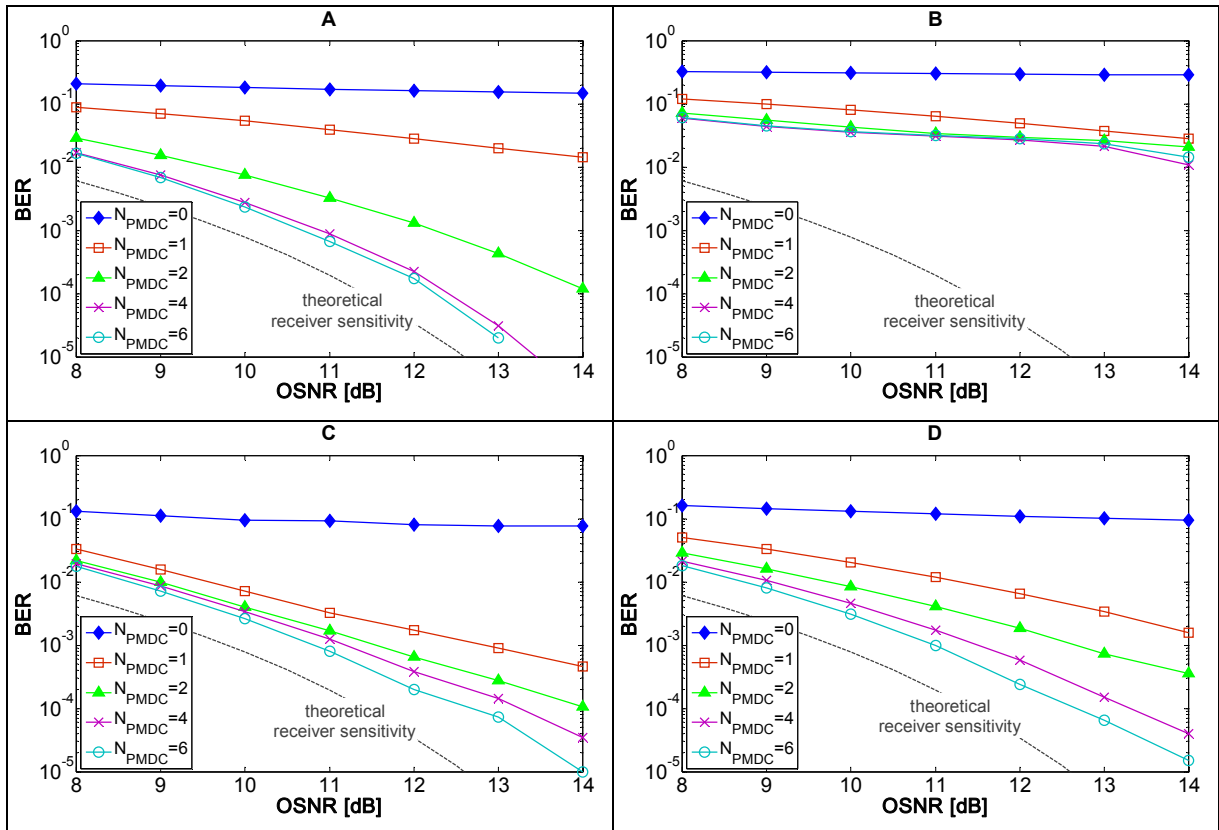 A
BER
10^0
10^-1
10^-2
10^-3
10^-4
10^-5
N_PMDC=0
N_PMDC=1
N_PMDC=2
N_PMDC=4
N_PMDC=6
theoretical
receiver sensitivity
8 9 10 11 12 13 14
OSNR [dB]
B
BER
10^0
10^-1
10^-2
10^-3
10^-4
10^-5
N_PMDC=0
N_PMDC=1
N_PMDC=2
N_PMDC=4
N_PMDC=6
theoretical
receiver sensitivity
8 9 10 11 12 13 14
OSNR [dB]
C
BER
10^0
10^-1
10^-2
10^-3
10^-4
10^-5
N_PMDC=0
N_PMDC=1
N_PMDC=2
N_PMDC=4
N_PMDC=6
theoretical
receiver sensitivity
8 9 10 11 12 13 14
OSNR [dB]
D
BER
10^0
10^-1
10^-2
10^-3
10^-4
10^-5
N_PMDC=0
N_PMDC=1
N_PMDC=2
N_PMDC=4
N_PMDC=6
theoretical
receiver sensitivity
8 9 10 11 12 13 14
OSNR [dB]